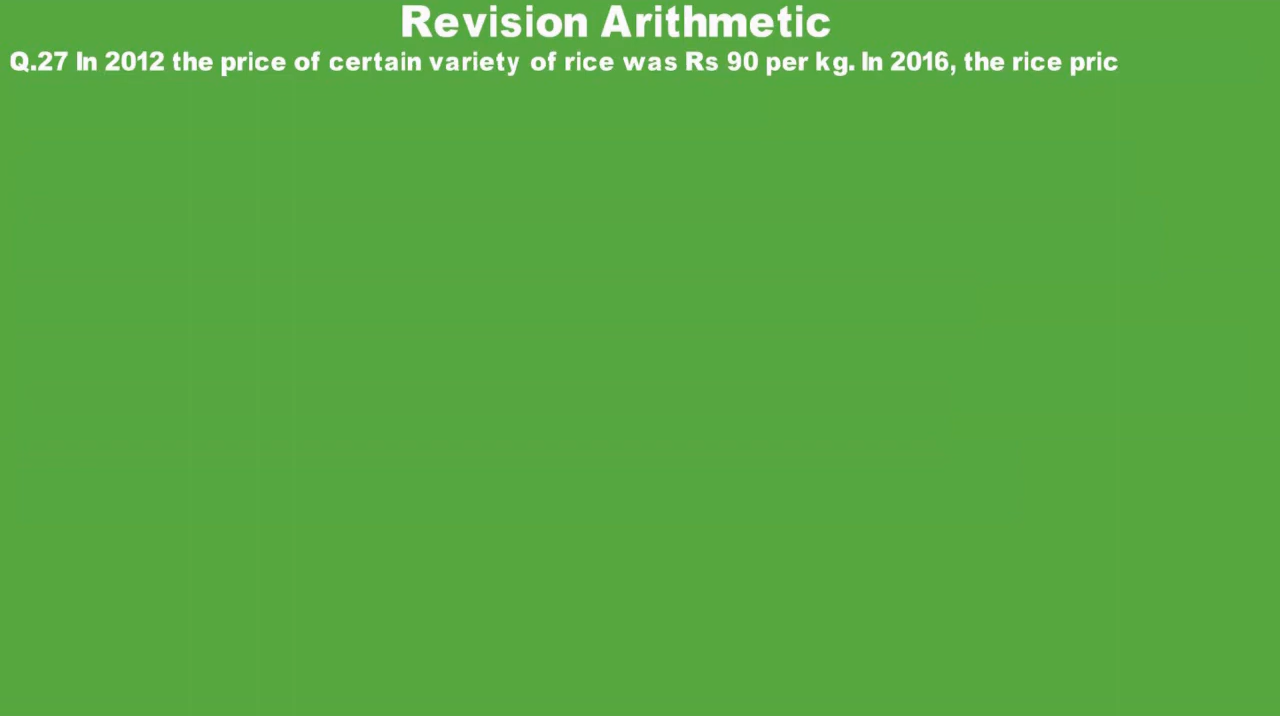 Revision Arithmetic
Q.27 In 2012 the price of certain variety of rice was Rs 90 per kg. In 2016, the rice pric